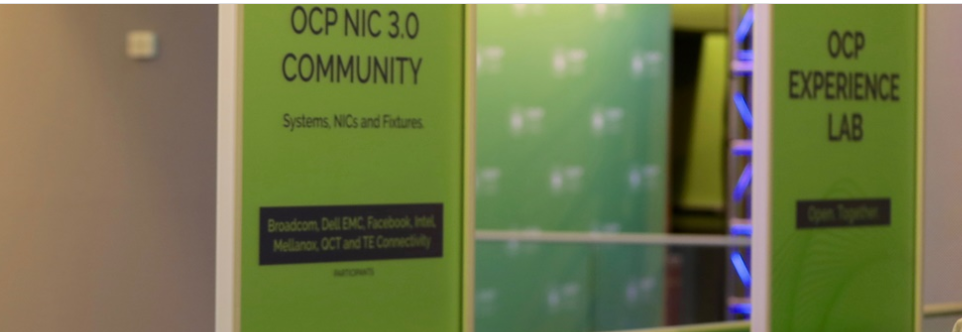 OCP NIC 3.0
COMMUNITY
Systems, NICs and Fixtures.
Broadcom, Dell EMC, Facebook, Intel,
Mellanox, QCT and TE Connectivity
PARTICIPANTS
OCP
EXPERIENCE
LAB
Open. Together.